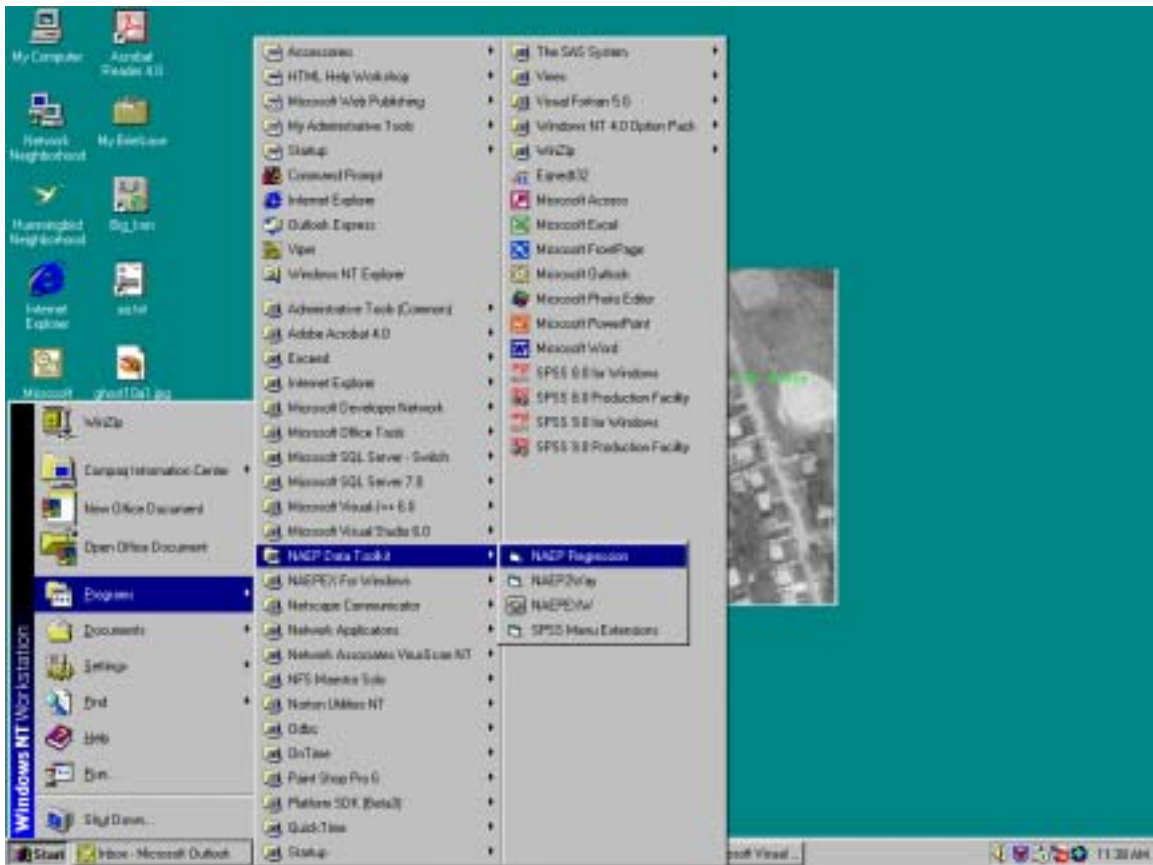 My Computer
Acrobat
Reader 4.0
Network
Neighborhood
My Briefcase
Hummingbird
Neighborhood
Internet
Explorer
Microsoft
WinZip
Compaq Information Center
New Office Document
Open Office Document
Programs
Documents
Settings
Find
Help
Run...
Shut Down...
Windows NT Workstation
Accessories
HTML Help Workshop
Microsoft Web Publishing
My Administrative Tools
Startup
Command Prompt
Internet Explorer
Outlook Express
Viper
Windows NT Explorer
Administrative Tools (Common)
Adobe Acrobat 4.0
Exceed
Internet Explorer
Microsoft Developer Network
Microsoft Office Tools
Microsoft SQL Server - Switch
Microsoft SQL Server 7.0
Microsoft Visual J++ 6.0
Microsoft Visual Studio 6.0
NAEP Data Toolkit
NAEPEX For Windows
Netscape Communicator
Network Applications
Network Associates VirusScan NT
NFS Maestro Solo
Norton Utilities NT
Odbc
OnTime
Paint Shop Pro 6
Platform SDK (Beta3)
QuickTime
Startup
The SAS System
Views
Visual Fortran 5.0
Windows NT 4.0 Option Pack
WinZip
Eqnedt32
Microsoft Access
Microsoft Excel
Microsoft FrontPage
Microsoft Outlook
Microsoft Photo Editor
Microsoft PowerPoint
Microsoft Word
SPSS 8.0 for Windows
SPSS 8.0 Production Facility
SPSS 9.0 for Windows
SPSS 9.0 Production Facility
NAEP Regression
NAEP2Way
NAEPEXW
SPSS Menu Extensions
Start
Inbox - Microsoft Outlook
11:38 AM